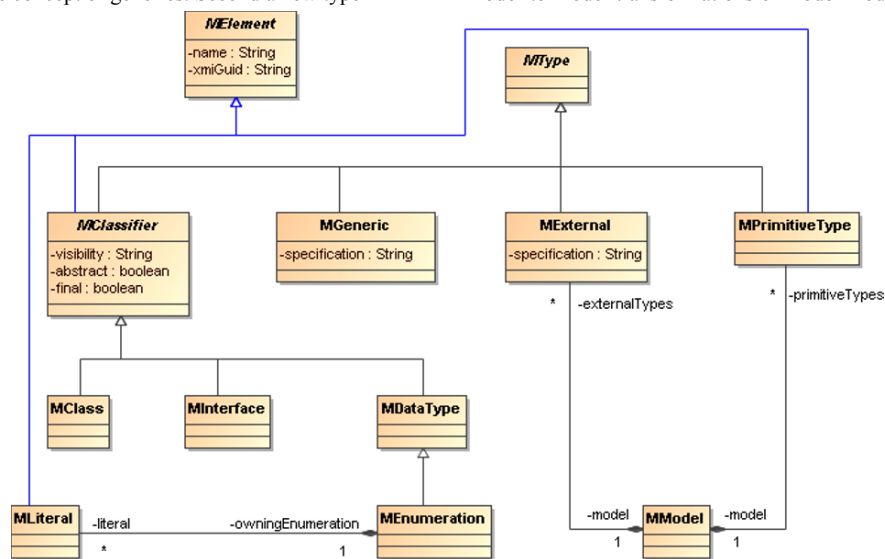 MElement
-name : String
-xmiGuid : String
MType
MClassifier
-visibility : String
-abstract : boolean
-final : boolean
MGeneric
-specification : String
MExternal
-specification : String
MPrimitiveType
*
-externalTypes
*
-primitiveTypes
MClass
MInterface
MDataType
MLiteral
-literal
*
-owningEnumeration
1
MEnumeration
-model
1
MModel
-model
1